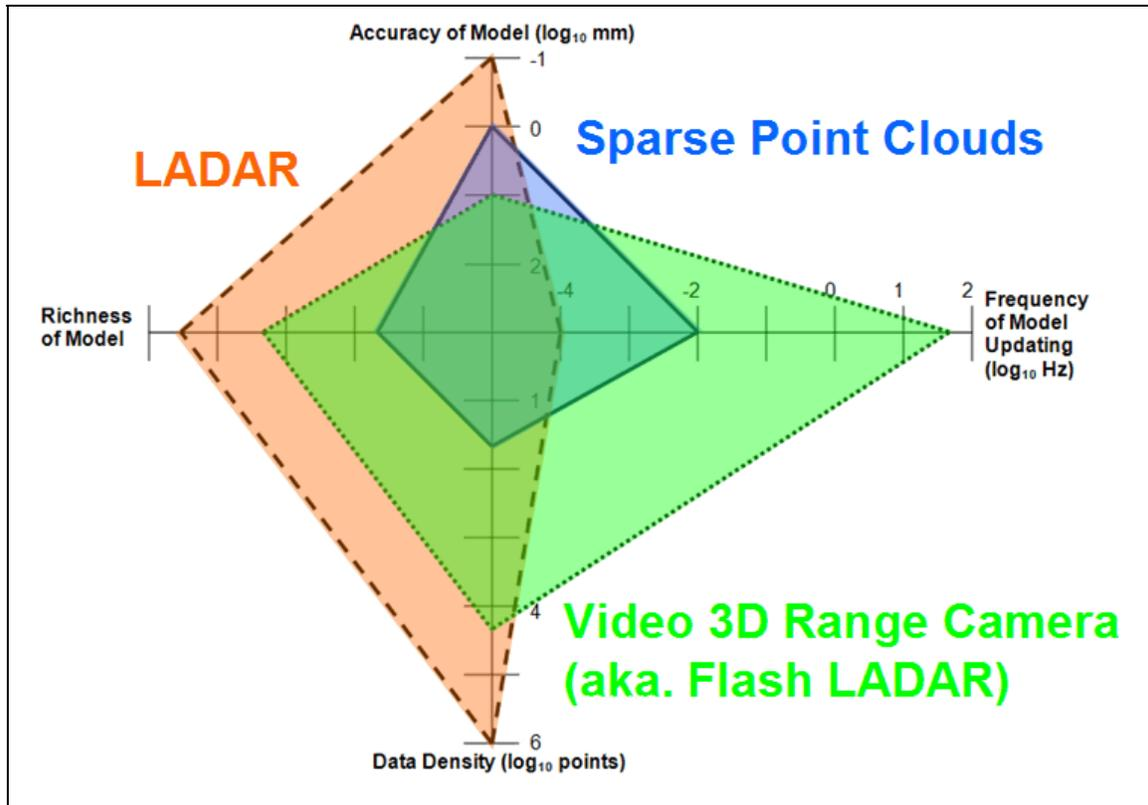 Accuracy of Model (log₁₀ mm)
-1
0
Sparse Point Clouds
LADAR
2
-4
-2
0
1
2
Richness
of Model
Frequency
of Model
Updating
(log₁₀ Hz)
1
4
Video 3D Range Camera
(aka. Flash LADAR)
6
Data Density (log₁₀ points)